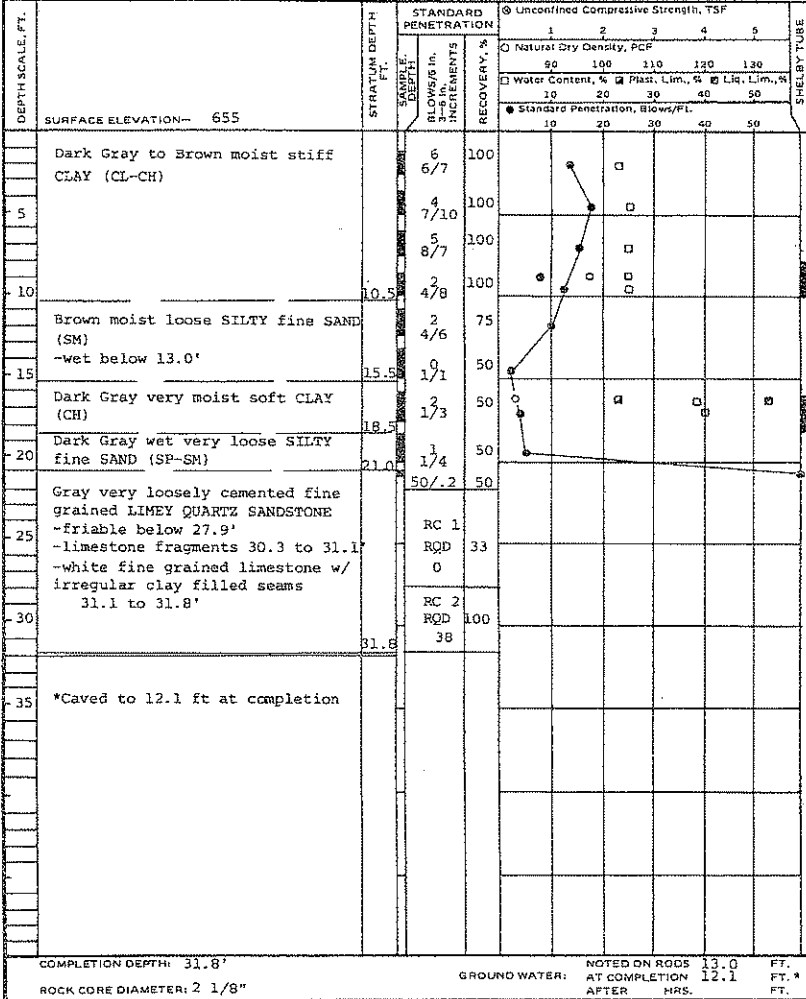 DEPTH SCALE, FT.
SURFACE ELEVATION-- 655
STRATUM DEPTH FT.
STANDARD PENETRATION
SAMPLE DEPTH
BLOWS/6 In. 3-6 in. INCREMENTS
RECOVERY, %
Unconfined Compressive Strength, TSF
1 2 3 4 5
Natural Dry Density, PCF
90 100 110 120 130
Water Content, % Plast. Lim., % Liq. Lim., %
10 20 30 40 50
Standard Penetration, Blows/Ft.
10 20 30 40 50
SHELBY TUBE
Dark Gray to Brown moist stiff
CLAY (CL-CH)
6 100
6/7
5
4 100
7/10
5 100
8/7
10
10.5
2 100
4/8
Brown moist loose SILTY fine SAND
(SM)
-wet below 13.0'
2 75
4/6
15
15.5
0 50
1/1
Dark Gray very moist soft CLAY
(CH)
18.5
2 50
1/3
Dark Gray wet very loose SILTY
fine SAND (SP-SM)
20
21.0
1 50
1/4
50/.2 50
Gray very loosely cemented fine
grained LIMEY QUARTZ SANDSTONE
-friable below 27.9'
-limestone fragments 30.3 to 31.1'
-white fine grained limestone w/
irregular clay filled seams
31.1 to 31.8'
25
RC 1
RQD 33
0
30
RC 2
RQD 100
38
31.8
35
*Caved to 12.1 ft at completion
COMPLETION DEPTH: 31.8'
ROCK CORE DIAMETER: 2 1/8"
GROUND WATER:
NOTED ON RODS 13.0 FT.
AT COMPLETION 12.1 FT. *
AFTER HRS. FT.